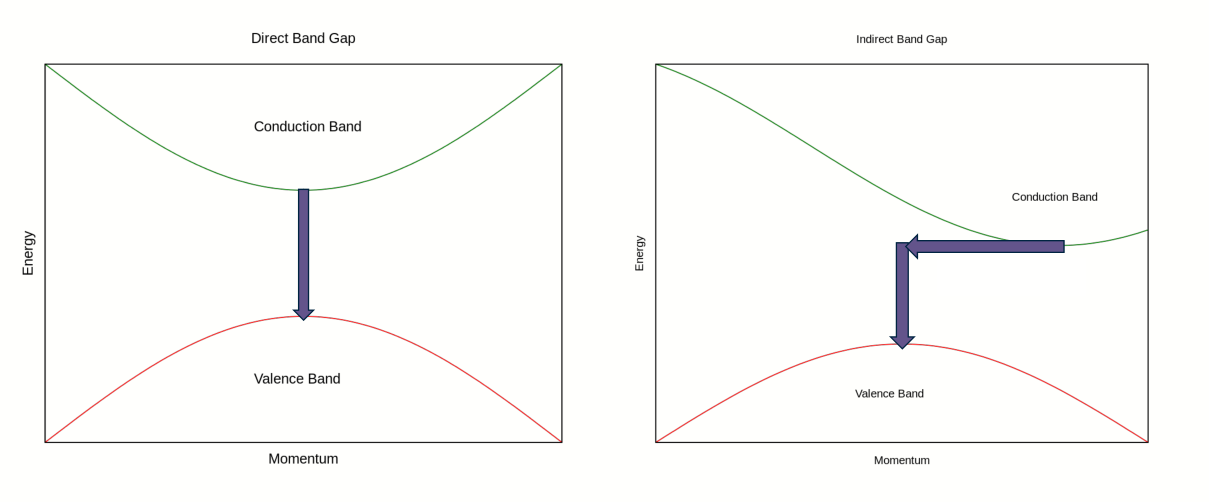 Direct Band Gap
Conduction Band
Energy
Valence Band
Momentum
Indirect Band Gap
Conduction Band
Energy
Valence Band
Momentum